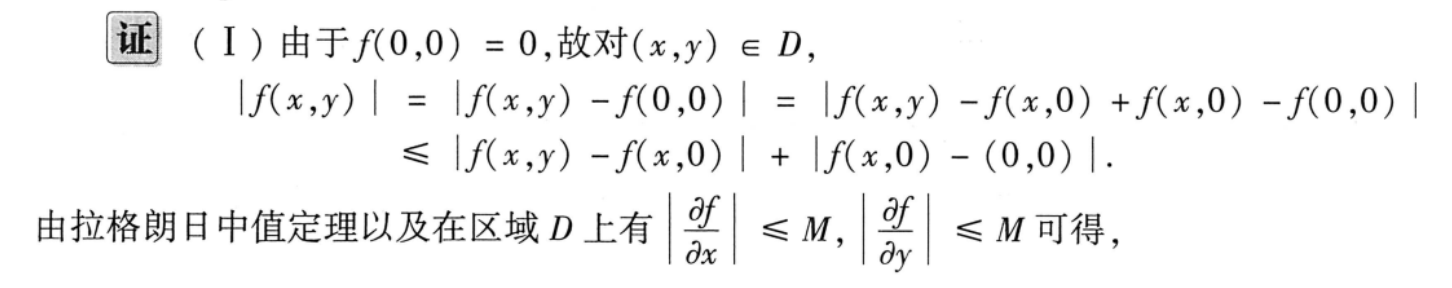 证 (Ⅰ)由于f(0,0) = 0,故对(x,y) ∈ D,
|f(x,y)| = |f(x,y) - f(0,0)| = |f(x,y) - f(x,0) + f(x,0) - f(0,0)|
≤ |f(x,y) - f(x,0)| + |f(x,0) - (0,0)|.
由拉格朗日中值定理以及在区域 D 上有 |∂f/∂x| ≤ M, |∂f/∂y| ≤ M 可得,